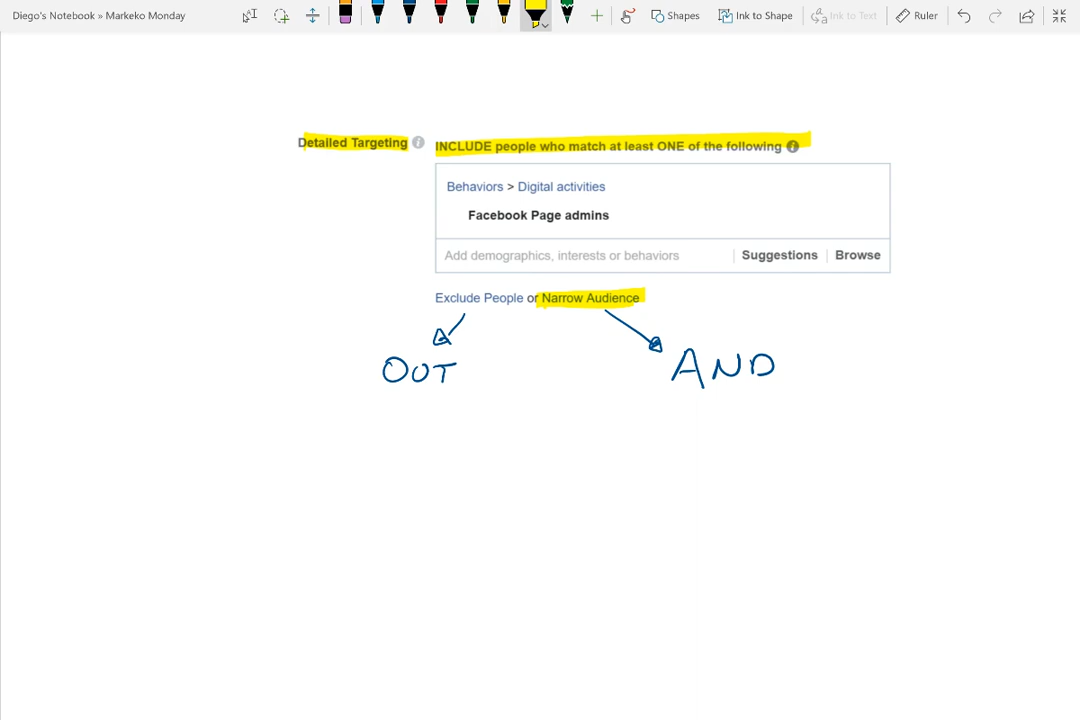 Diego's Notebook » Markeko Monday
Shapes
Ink to Shape
Ink to Text
Ruler
Detailed Targeting
INCLUDE people who match at least ONE of the following
Behaviors > Digital activities
Facebook Page admins
Add demographics, interests or behaviors | Suggestions | Browse
Exclude People or Narrow Audience
OUT
AND